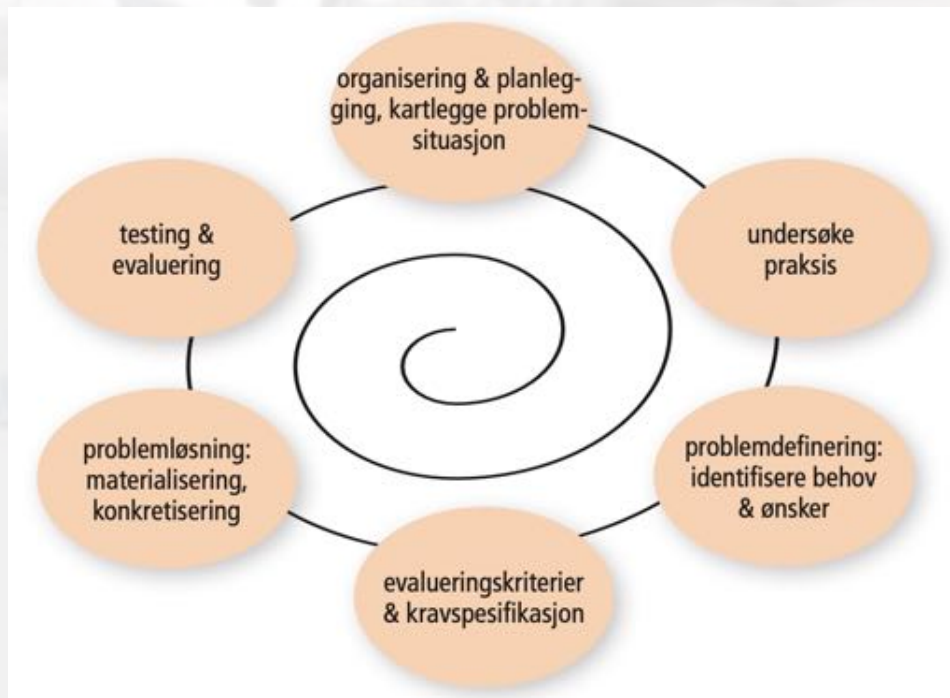 organisering & planleg-
ging, kartlegge problem-
situasjon
undersøke
praksis
problemdefinering:
identifisere behov
& ønsker
evalueringskriterier
& kravspesifikasjon
problemløsning:
materialisering,
konkretisering
testing &
evaluering